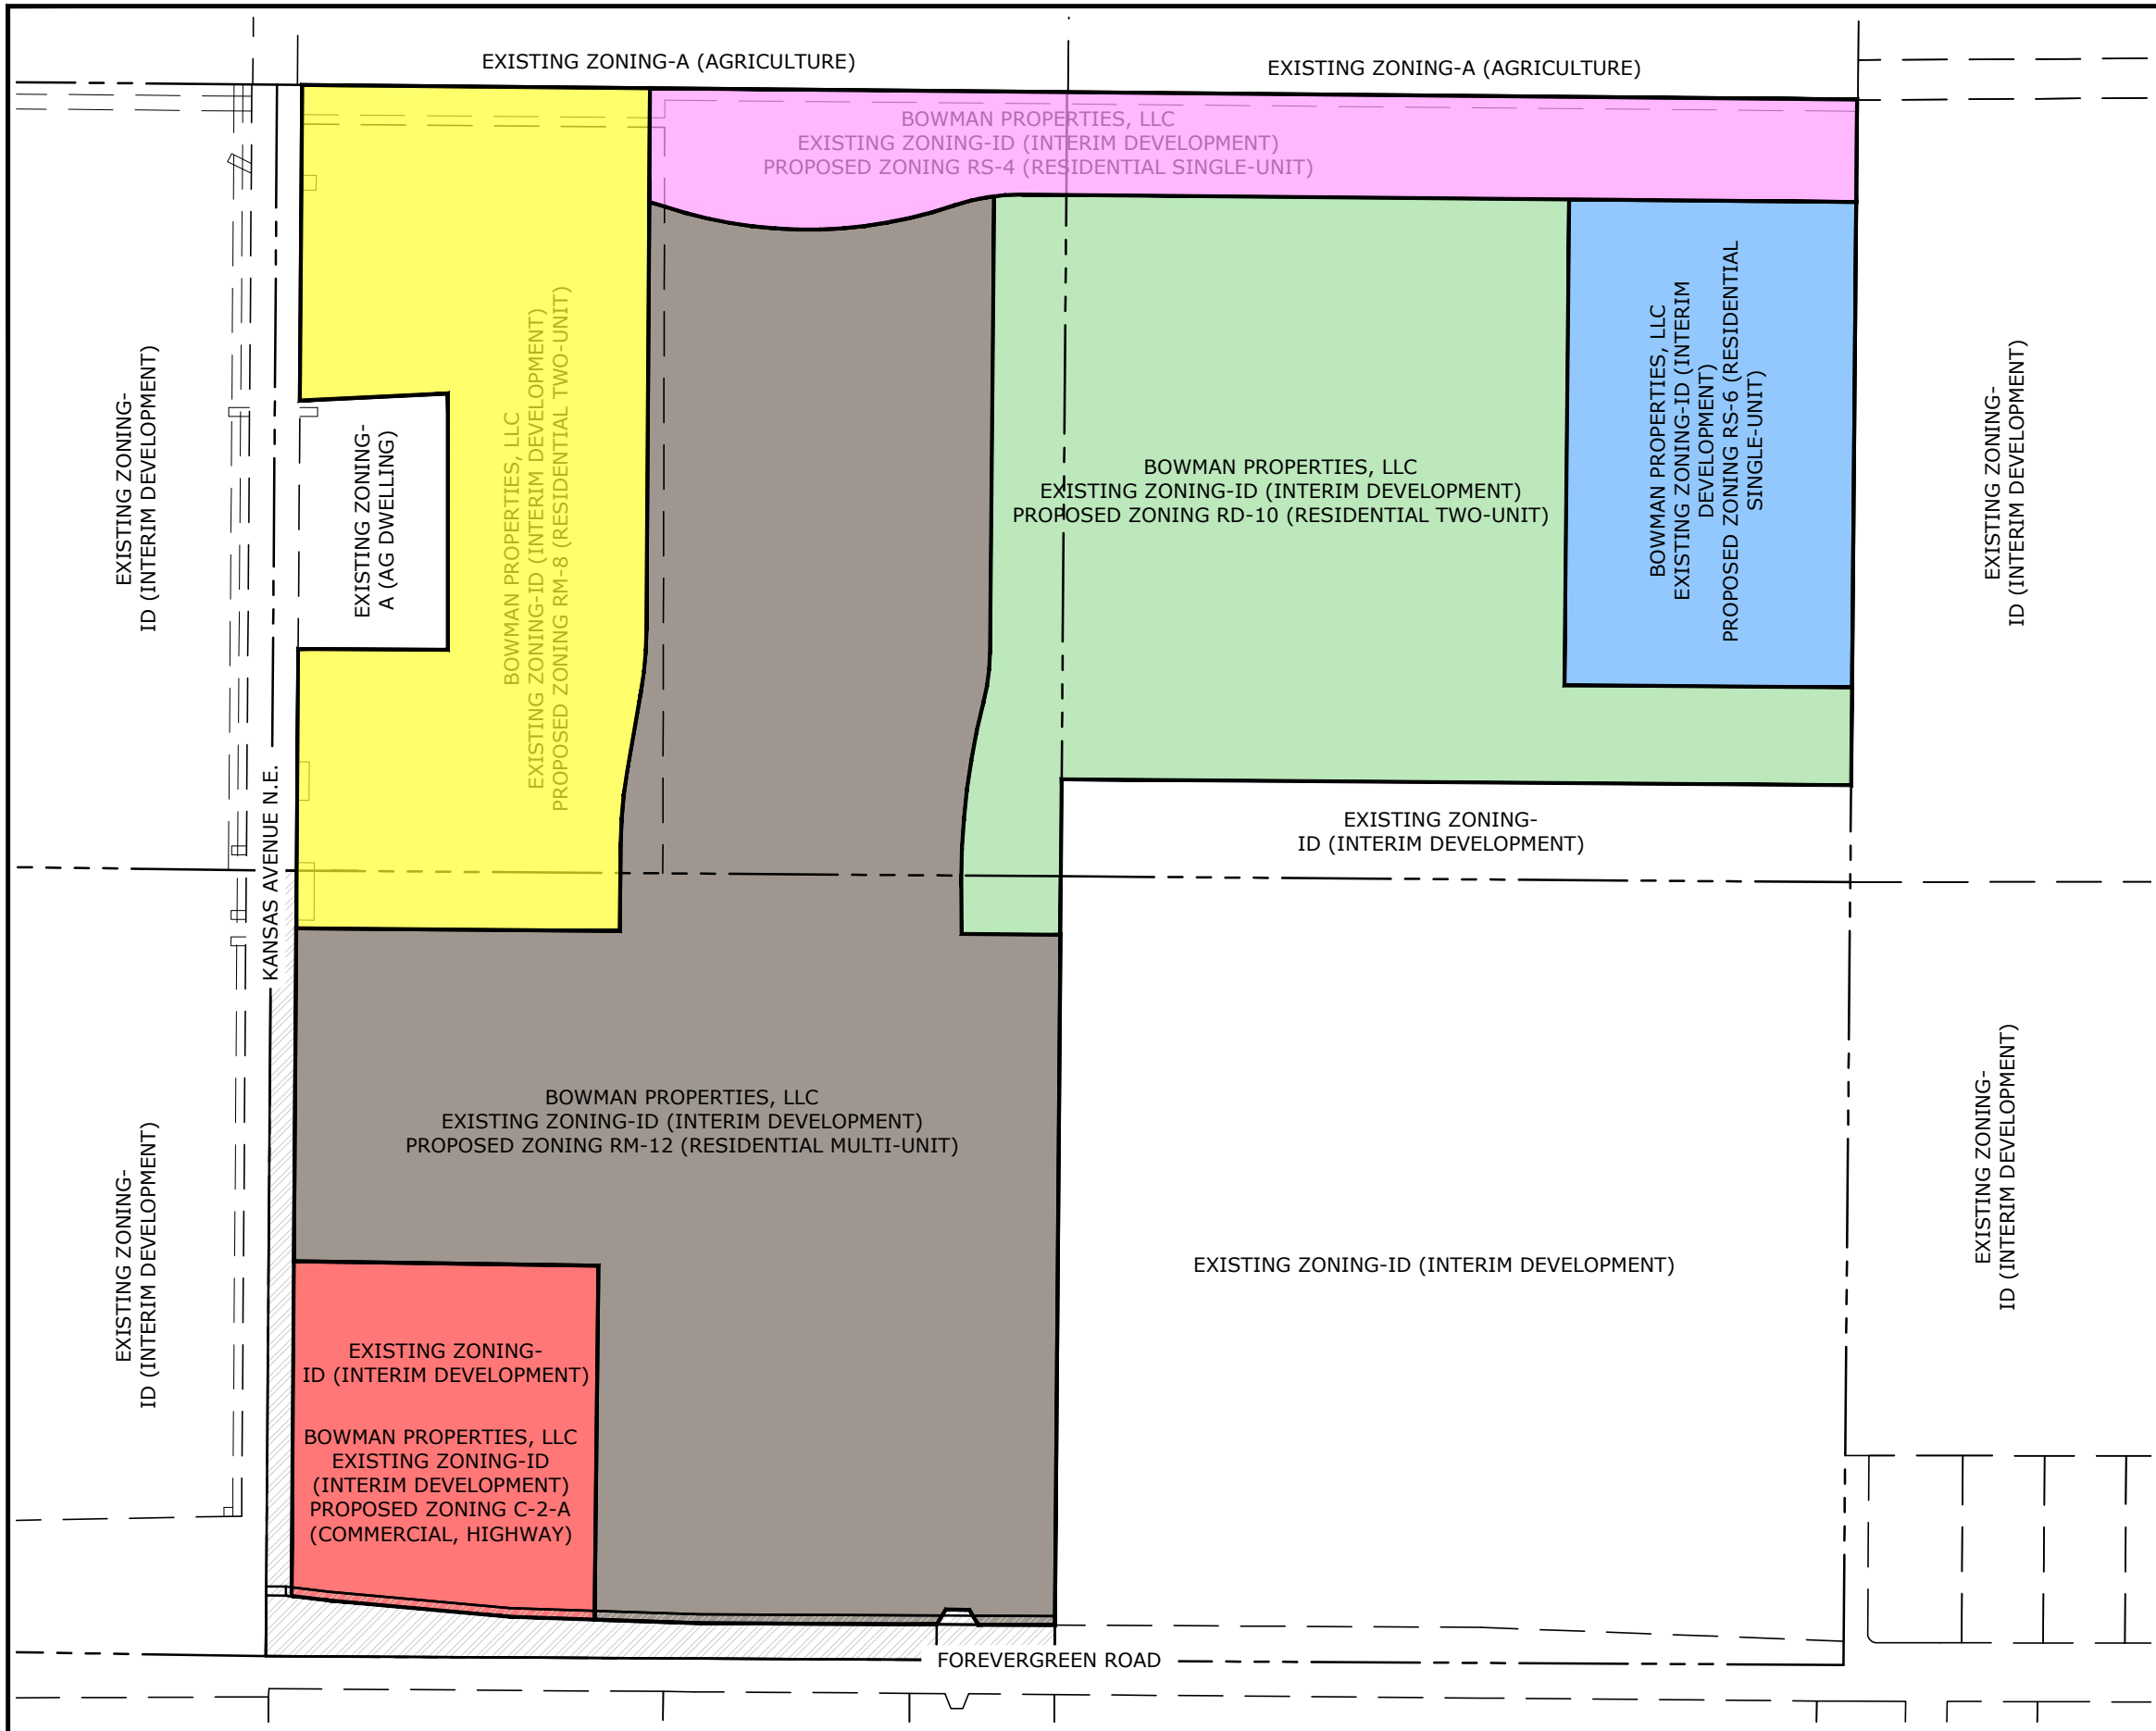 EXISTING ZONING-A (AGRICULTURE)
EXISTING ZONING-A (AGRICULTURE)
BOWMAN PROPERTIES, LLC
EXISTING ZONING-ID (INTERIM DEVELOPMENT)
PROPOSED ZONING RS-4 (RESIDENTIAL SINGLE-UNIT)
EXISTING ZONING-
ID (INTERIM DEVELOPMENT)
EXISTING ZONING-
A (AG DWELLING)
BOWMAN PROPERTIES, LLC
EXISTING ZONING-ID (INTERIM DEVELOPMENT)
PROPOSED ZONING RM-8 (RESIDENTIAL TWO-UNIT)
BOWMAN PROPERTIES, LLC
EXISTING ZONING-ID (INTERIM DEVELOPMENT)
PROPOSED ZONING RD-10 (RESIDENTIAL TWO-UNIT)
BOWMAN PROPERTIES, LLC
EXISTING ZONING-ID (INTERIM
DEVELOPMENT)
PROPOSED ZONING RS-6 (RESIDENTIAL
SINGLE-UNIT)
EXISTING ZONING-
ID (INTERIM DEVELOPMENT)
KANSAS AVENUE N.E.
EXISTING ZONING-
ID (INTERIM DEVELOPMENT)
BOWMAN PROPERTIES, LLC
EXISTING ZONING-ID (INTERIM DEVELOPMENT)
PROPOSED ZONING RM-12 (RESIDENTIAL MULTI-UNIT)
EXISTING ZONING-
ID (INTERIM DEVELOPMENT)
EXISTING ZONING-ID (INTERIM DEVELOPMENT)
EXISTING ZONING-
ID (INTERIM DEVELOPMENT)
EXISTING ZONING-
ID (INTERIM DEVELOPMENT)
BOWMAN PROPERTIES, LLC
EXISTING ZONING-ID
(INTERIM DEVELOPMENT)
PROPOSED ZONING C-2-A
(COMMERCIAL, HIGHWAY)
FOREVERGREEN ROAD